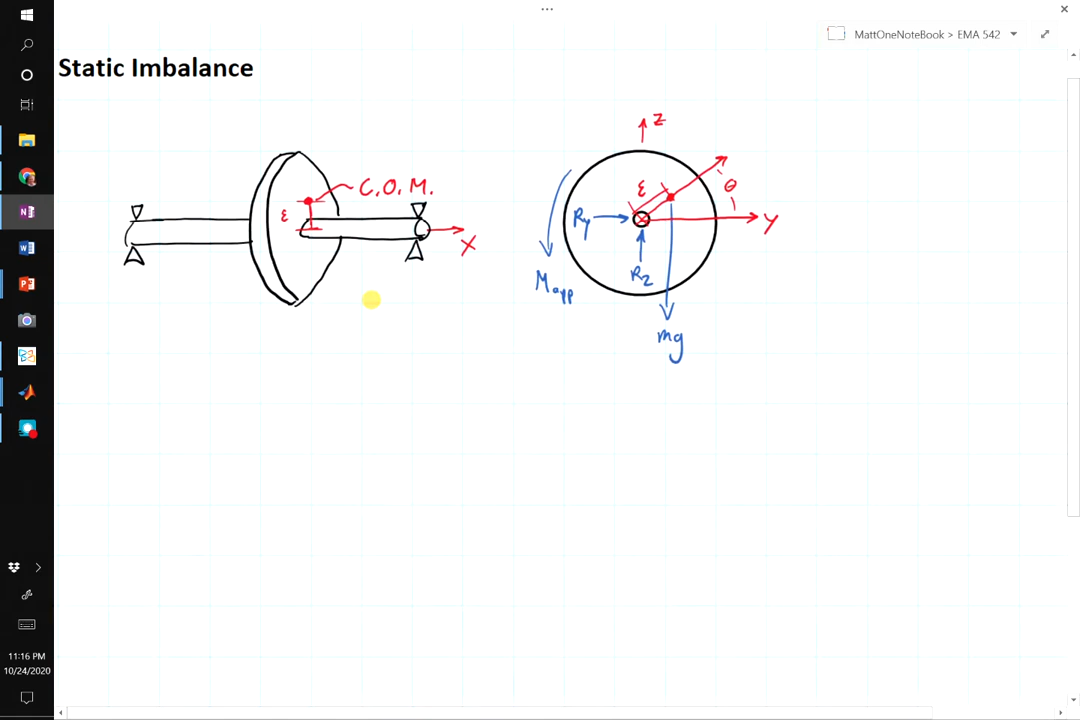 MattOneNoteBook > EMA 542
Static Imbalance
C.O.M.
ε
X
Z
ε
θ
Y
Ry
Rz
Mapp
mg
11:16 PM
10/24/2020